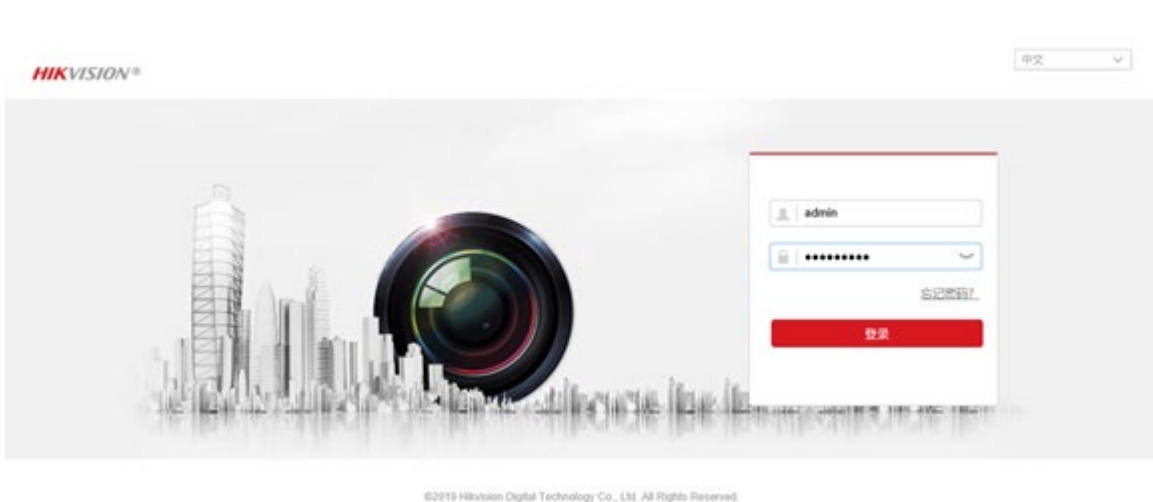 HIKVISION®
中文
admin
•••••••••
忘记密码?
登录
©2019 Hikvision Digital Technology Co., Ltd. All Rights Reserved.